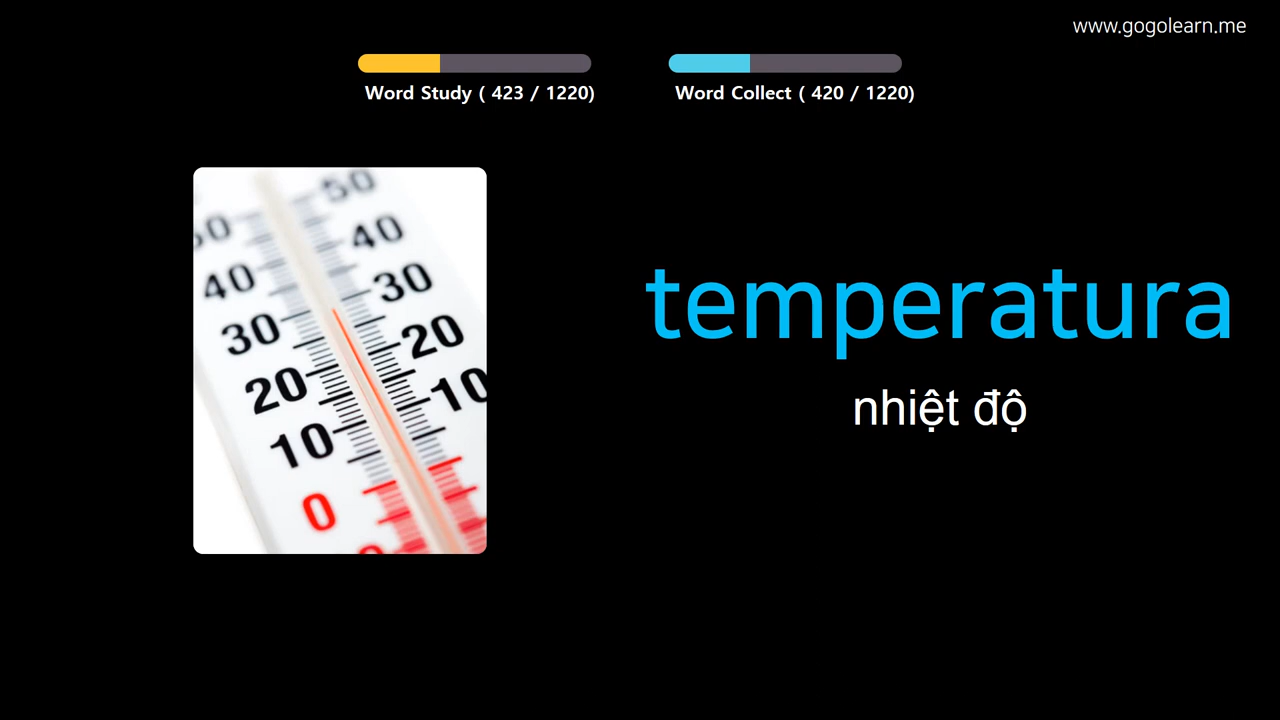 www.gogolearn.me
Word Study ( 423 / 1220)
Word Collect ( 420 / 1220)
50
40
40
30
30
20
20
10
10
0
temperatura
nhiệt độ